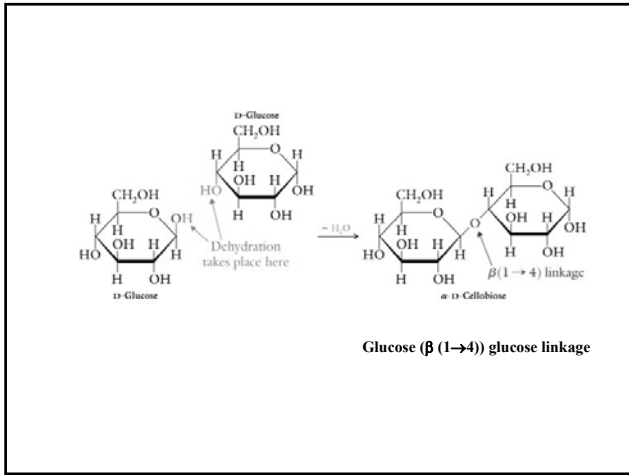 D-Glucose
CH₂OH
H
O
H
H
OH
H
HO
OH
H
OH
CH₂OH
H
O
OH
H
OH
H
HO
H
H
OH
D-Glucose
Dehydration
takes place here
− H₂O
CH₂OH
H
O
H
H
OH
H
HO
H
H
OH
O
CH₂OH
H
O
H
H
OH
H
OH
H
OH
β(1 → 4) linkage
α-D-Cellobiose
Glucose (β (1→4)) glucose linkage